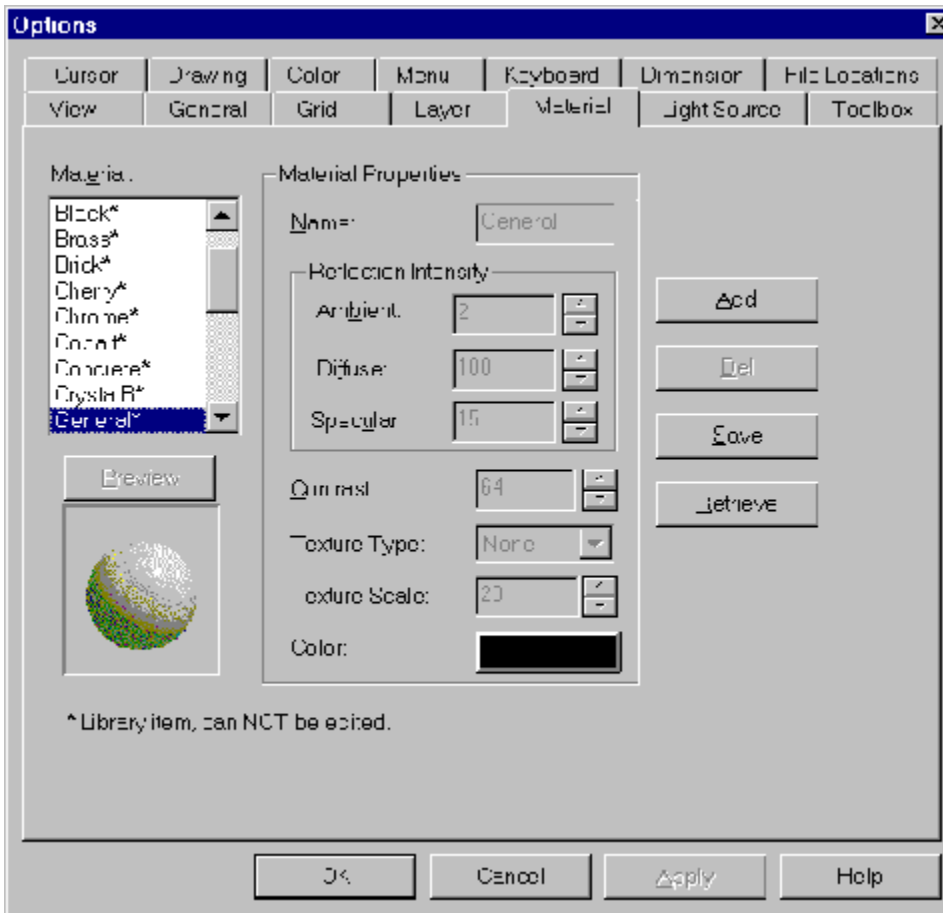 Options
Cursor Drawing Color Menu Keyboard Dimension File Locations
View General Grid Layer Material Light Source Toolbox
Material:
Black*
Brass*
Brick*
Cherry*
Chrome*
Cobalt*
Concrete*
General*
Preview
* Library item, can NOT be edited.
Material Properties
Name: General
Reflection Intensity
Ambient: 2
Diffuse: 100
Specular 15
Contrast 64
Texture Type: None
Texture Scale: 20
Color:
Add
Del
Save
Retrieve
OK Cancel Apply Help